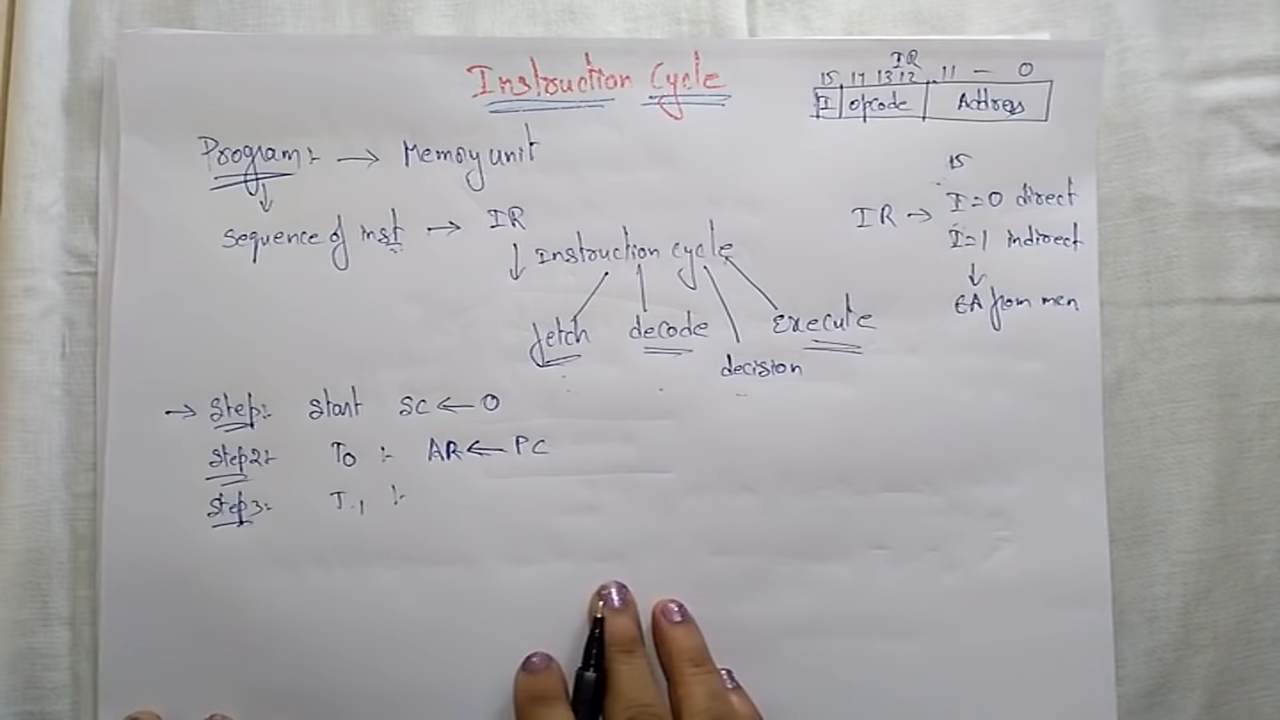 Instruction Cycle
IR
15 14 13 12 11 - 0
I opcode Address
Program:- → Memory unit
↓
Sequence of inst → IR
↓ Instruction cycle
fetch decode execute
decision
15
IR → I=0 direct
I=1 indirect
↓
EA from mem
→ Step:- Start SC ← 0
Step2:- T0 :- AR ← PC
Step3:- T1 :-